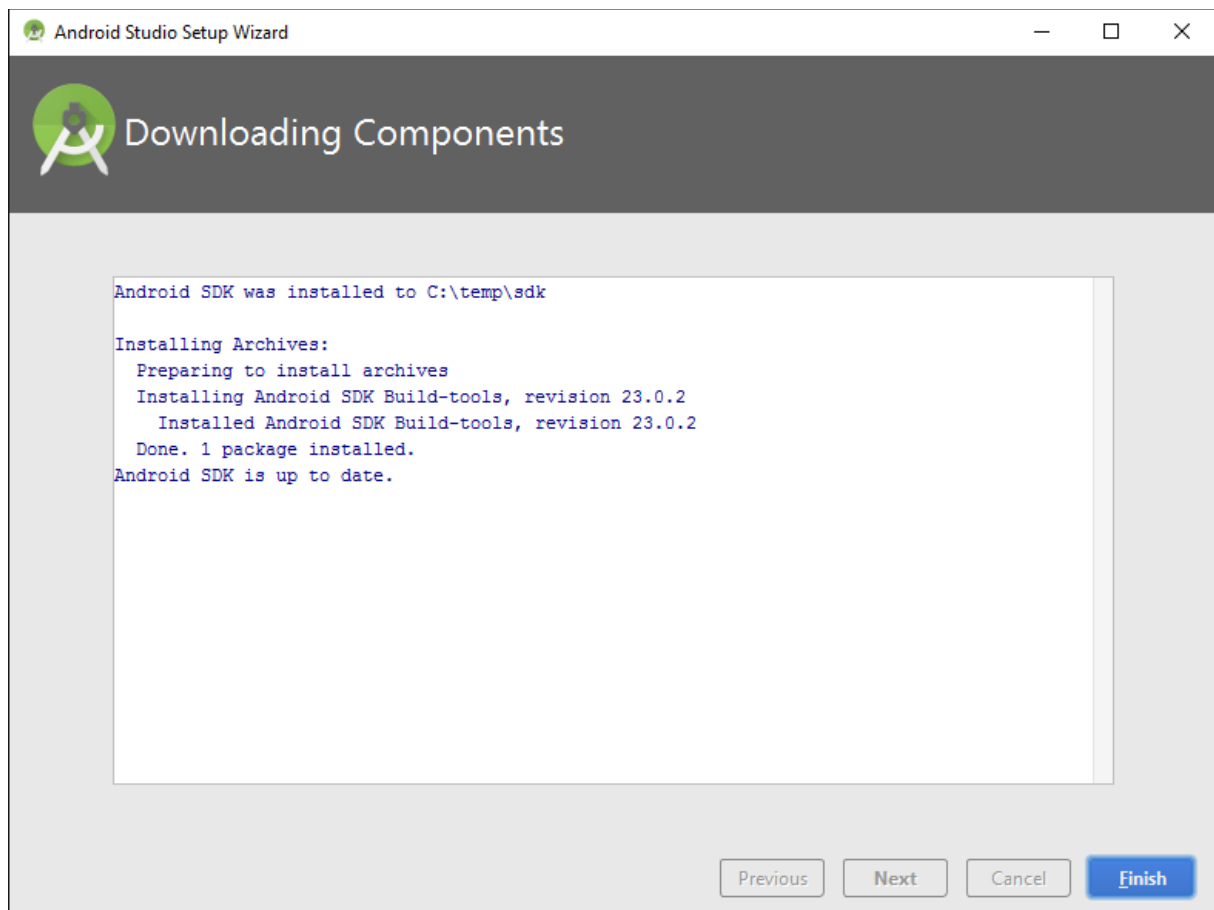 Android Studio Setup Wizard
Downloading Components
Android SDK was installed to C:\temp\sdk
Installing Archives:
Preparing to install archives
Installing Android SDK Build-tools, revision 23.0.2
Installed Android SDK Build-tools, revision 23.0.2
Done. 1 package installed.
Android SDK is up to date.
Previous Next Cancel Finish